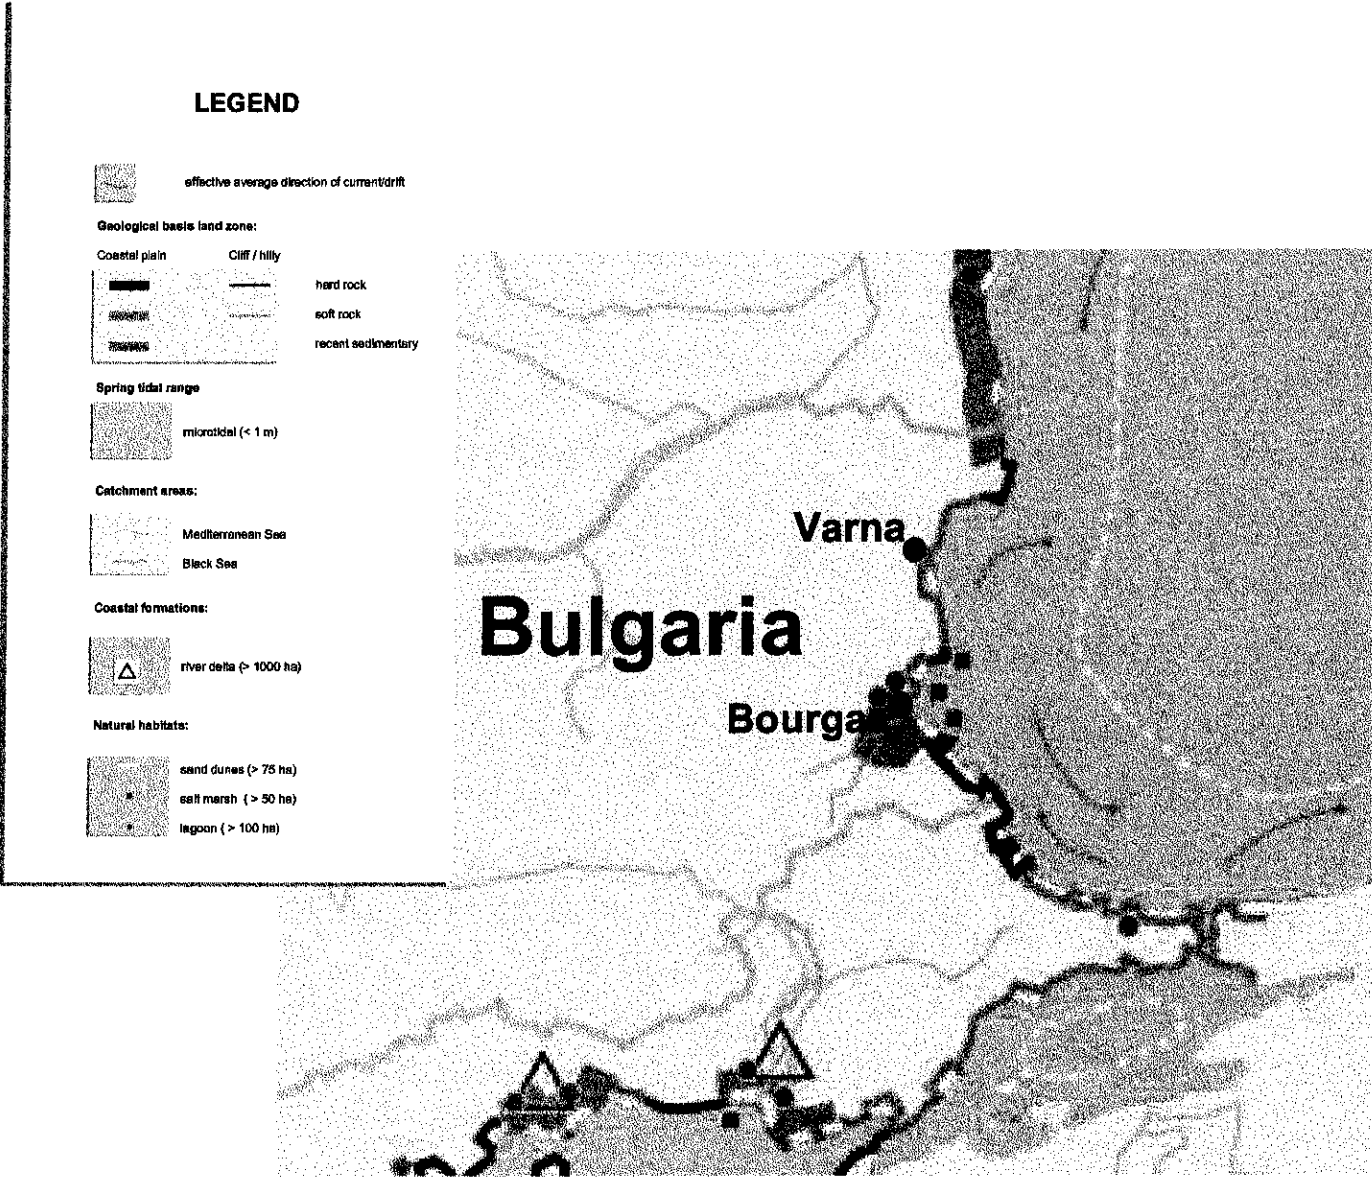 LEGEND
effective average direction of current/drift
Geological basis land zone:
Coastal plain Cliff / hilly
hard rock
soft rock
recent sedimentary
Spring tidal range
microtidal (< 1 m)
Catchment areas:
Mediterranean Sea
Black Sea
Coastal formations:
river delta (> 1000 ha)
Natural habitats:
sand dunes (> 75 ha)
salt marsh ( > 50 ha)
lagoon ( > 100 ha)
Varna
Bulgaria
Bourga